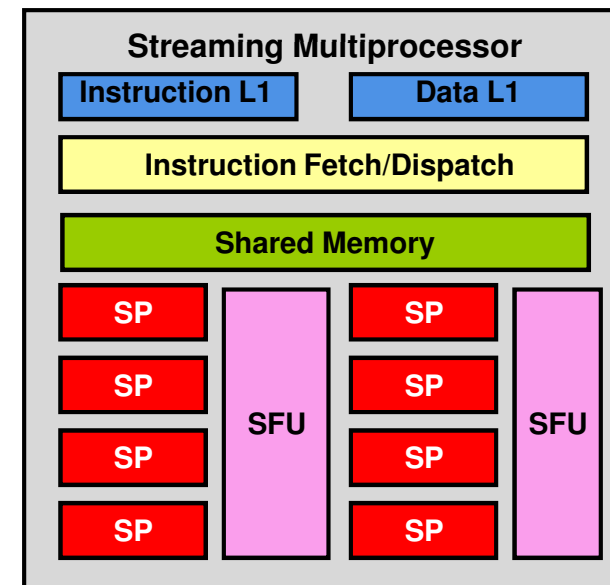 Streaming Multiprocessor
Instruction L1
Data L1
Instruction Fetch/Dispatch
Shared Memory
SP
SP
SP
SP
SFU
SP
SP
SP
SP
SFU